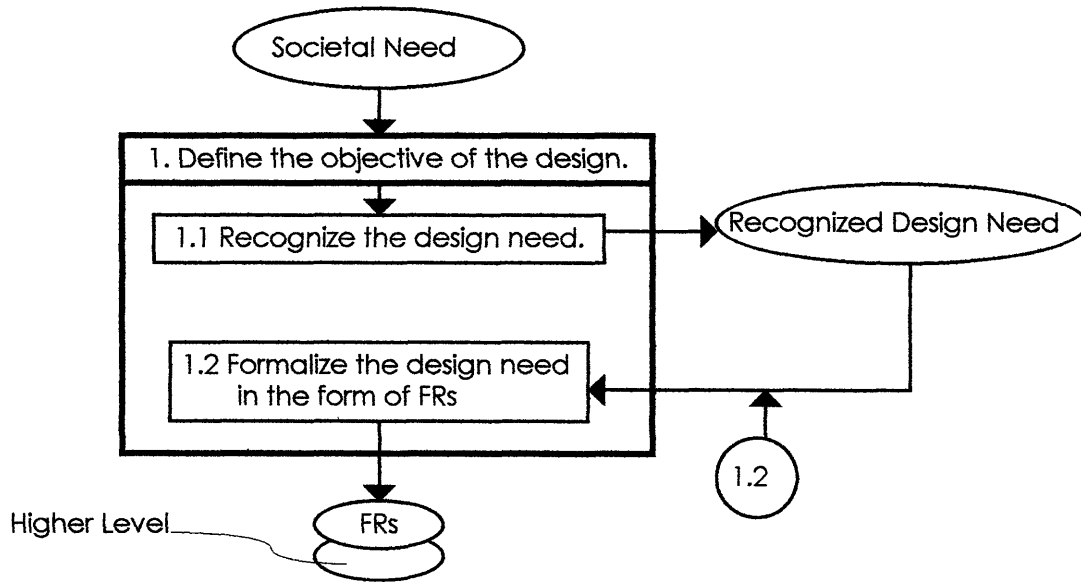 Societal Need
1. Define the objective of the design.
1.1 Recognize the design need.
Recognized Design Need
1.2 Formalize the design need
in the form of FRs
1.2
FRs
Higher Level